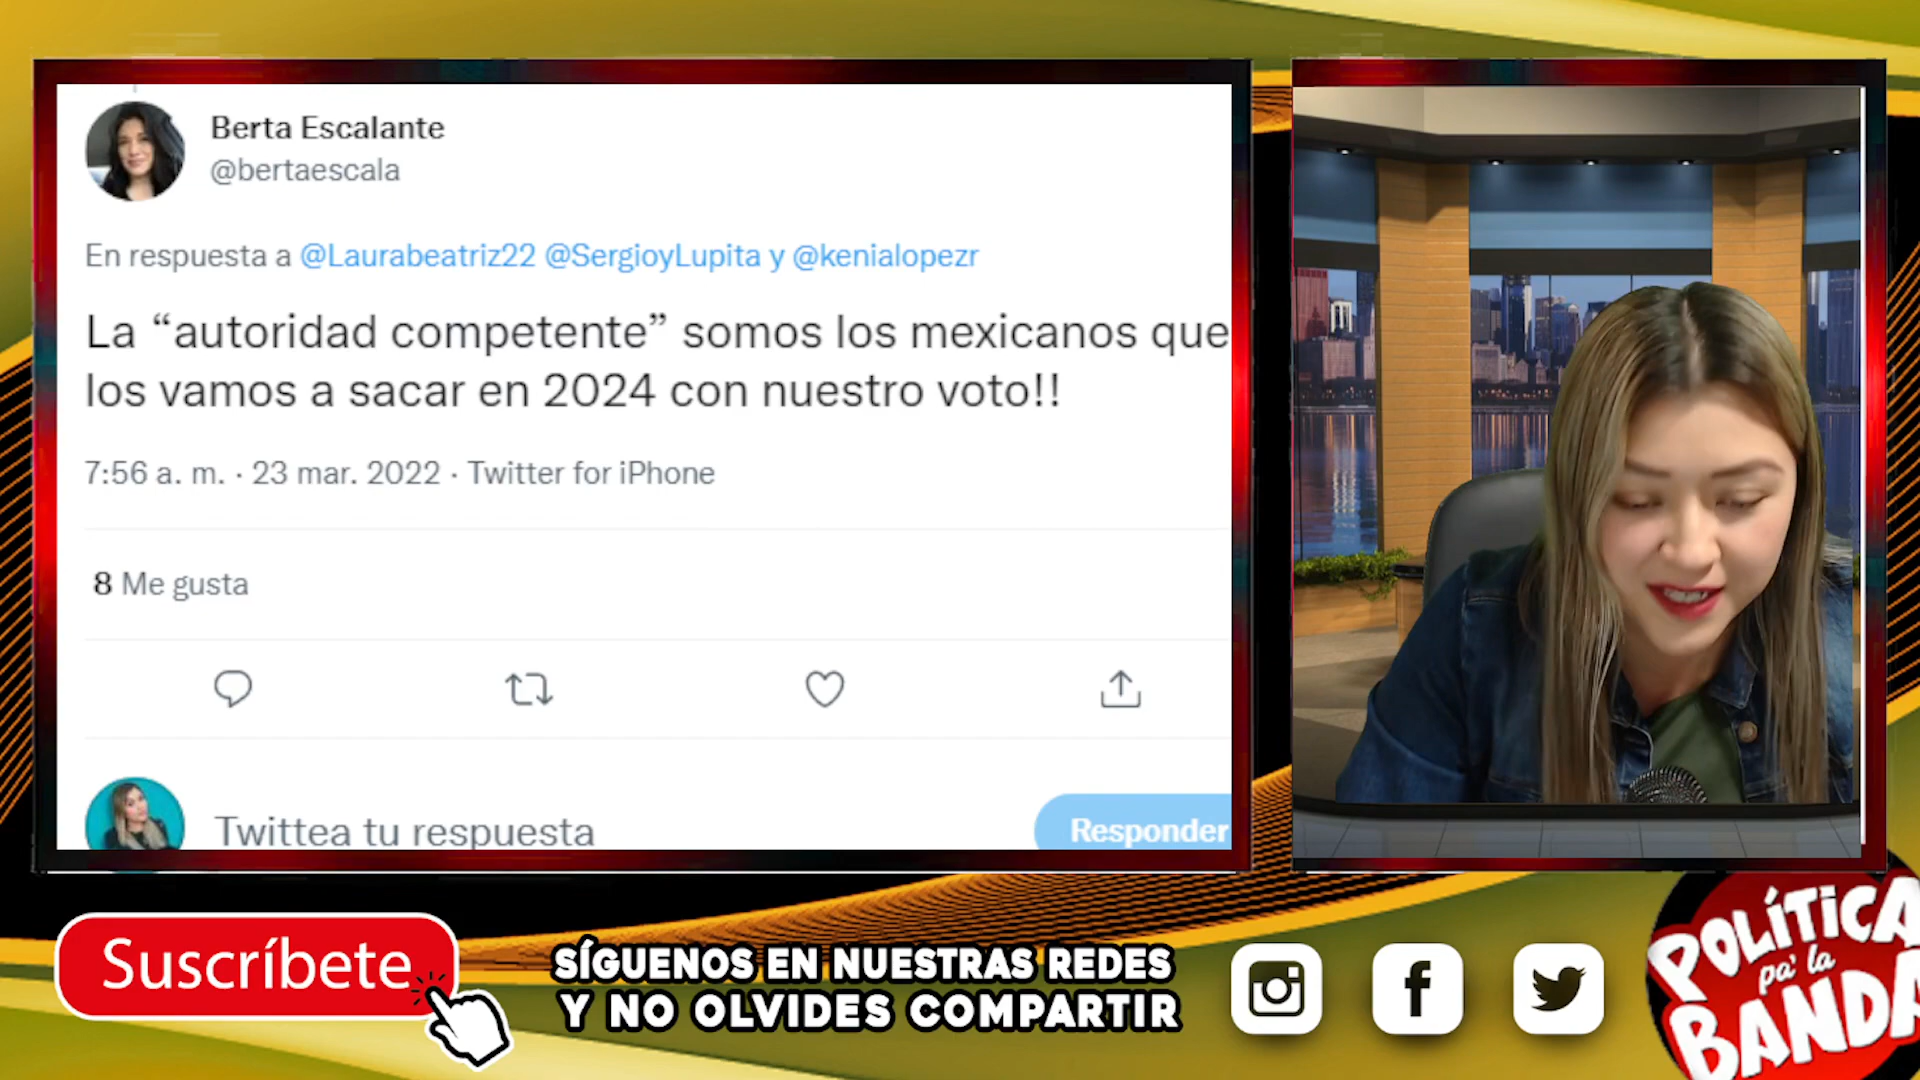 Berta Escalante
@bertaescala
En respuesta a @Laurabeatriz22 @SergioyLupita y @kenialopezr
La “autoridad competente” somos los mexicanos que
los vamos a sacar en 2024 con nuestro voto!!
7:56 a. m. · 23 mar. 2022 · Twitter for iPhone
8 Me gusta
Twittea tu respuesta
Responder
Suscríbete
SÍGUENOS EN NUESTRAS REDES
Y NO OLVIDES COMPARTIR
POLÍTICA
pa' la
BANDA